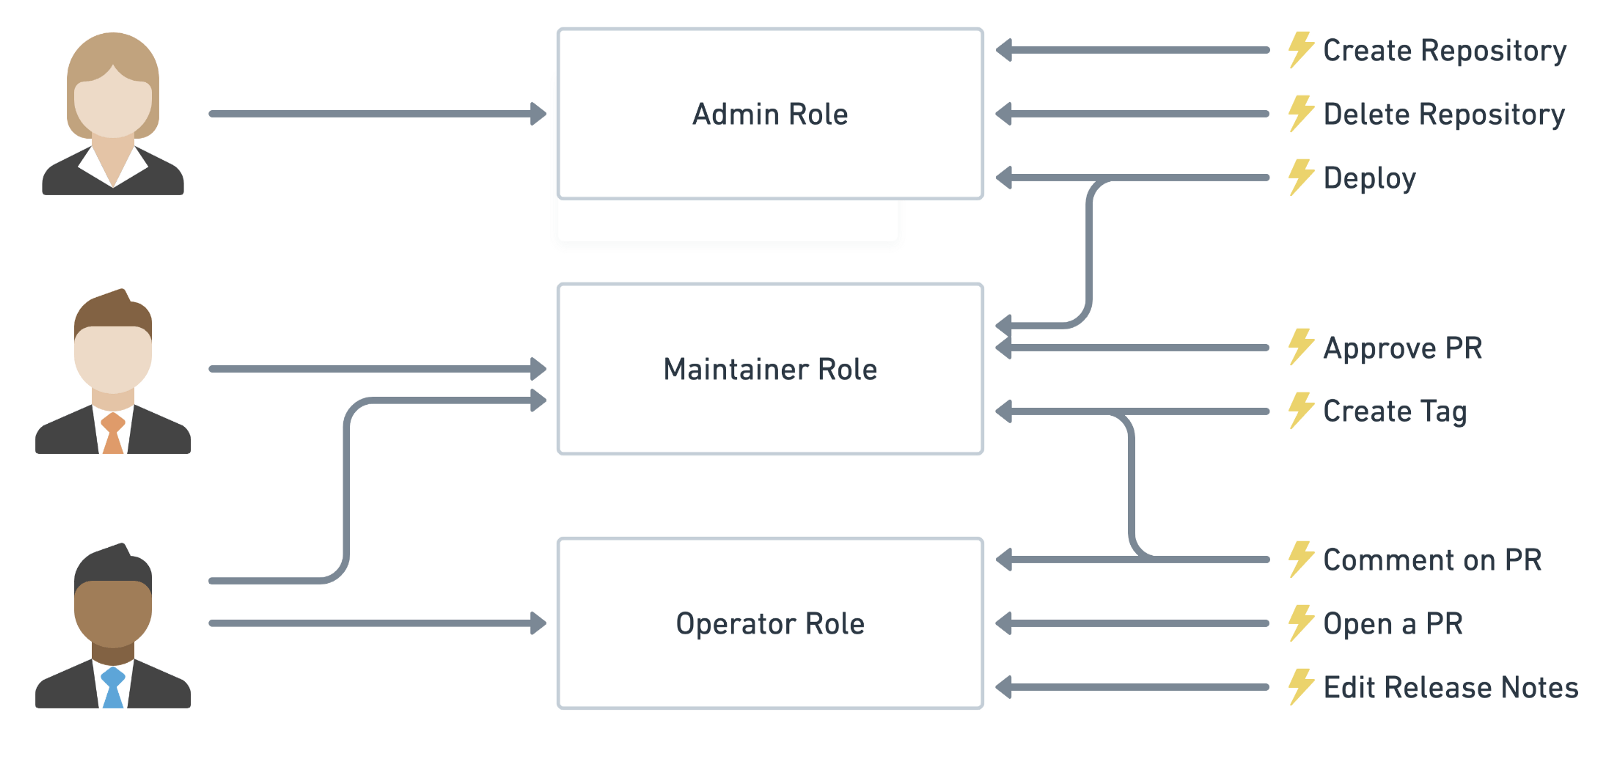 Admin Role
Create Repository
Delete Repository
Deploy
Maintainer Role
Approve PR
Create Tag
Operator Role
Comment on PR
Open a PR
Edit Release Notes